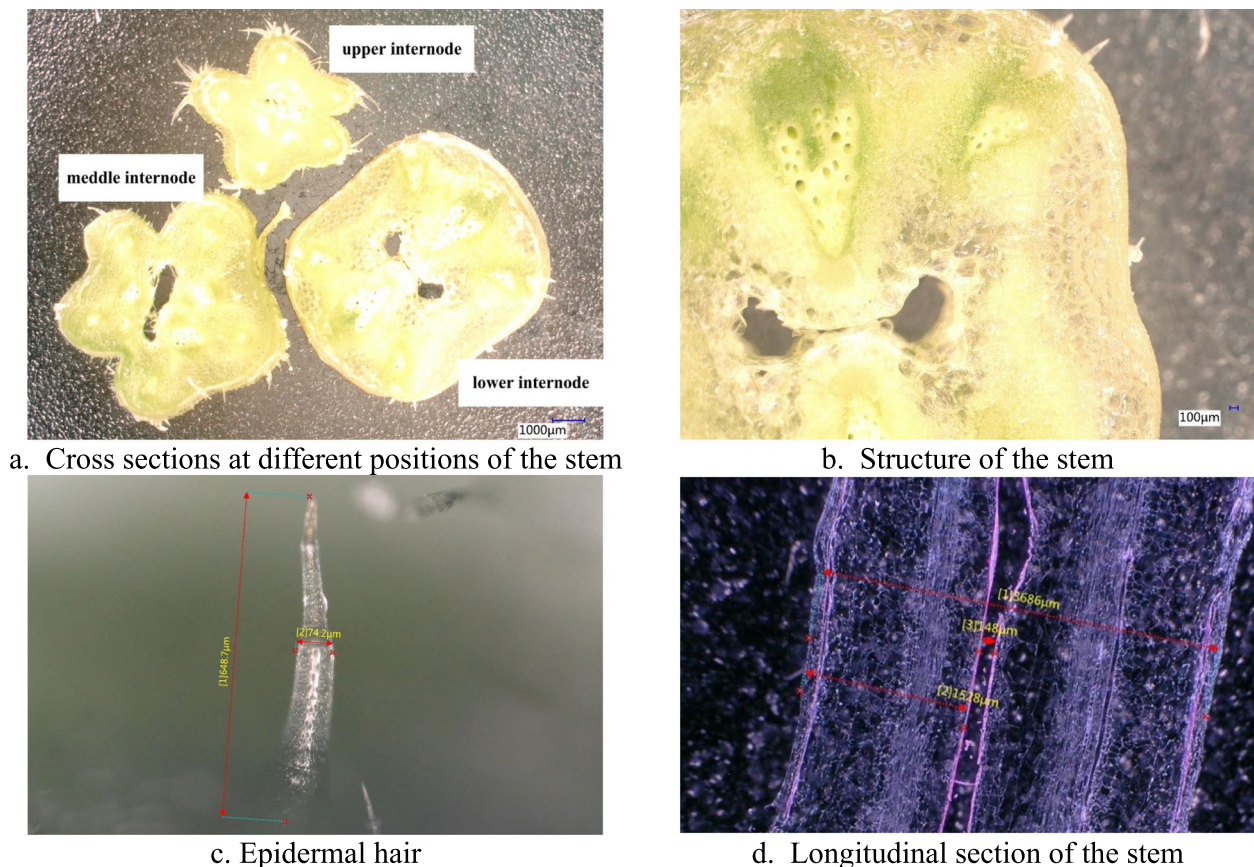 upper internode
meddle internode
lower internode
1000μm
100μm
a. Cross sections at different positions of the stem
b. Structure of the stem
[1]648.7μm
[2]74.2μm
[1]3686μm
[3]148μm
[2]1528μm
c. Epidermal hair
d. Longitudinal section of the stem